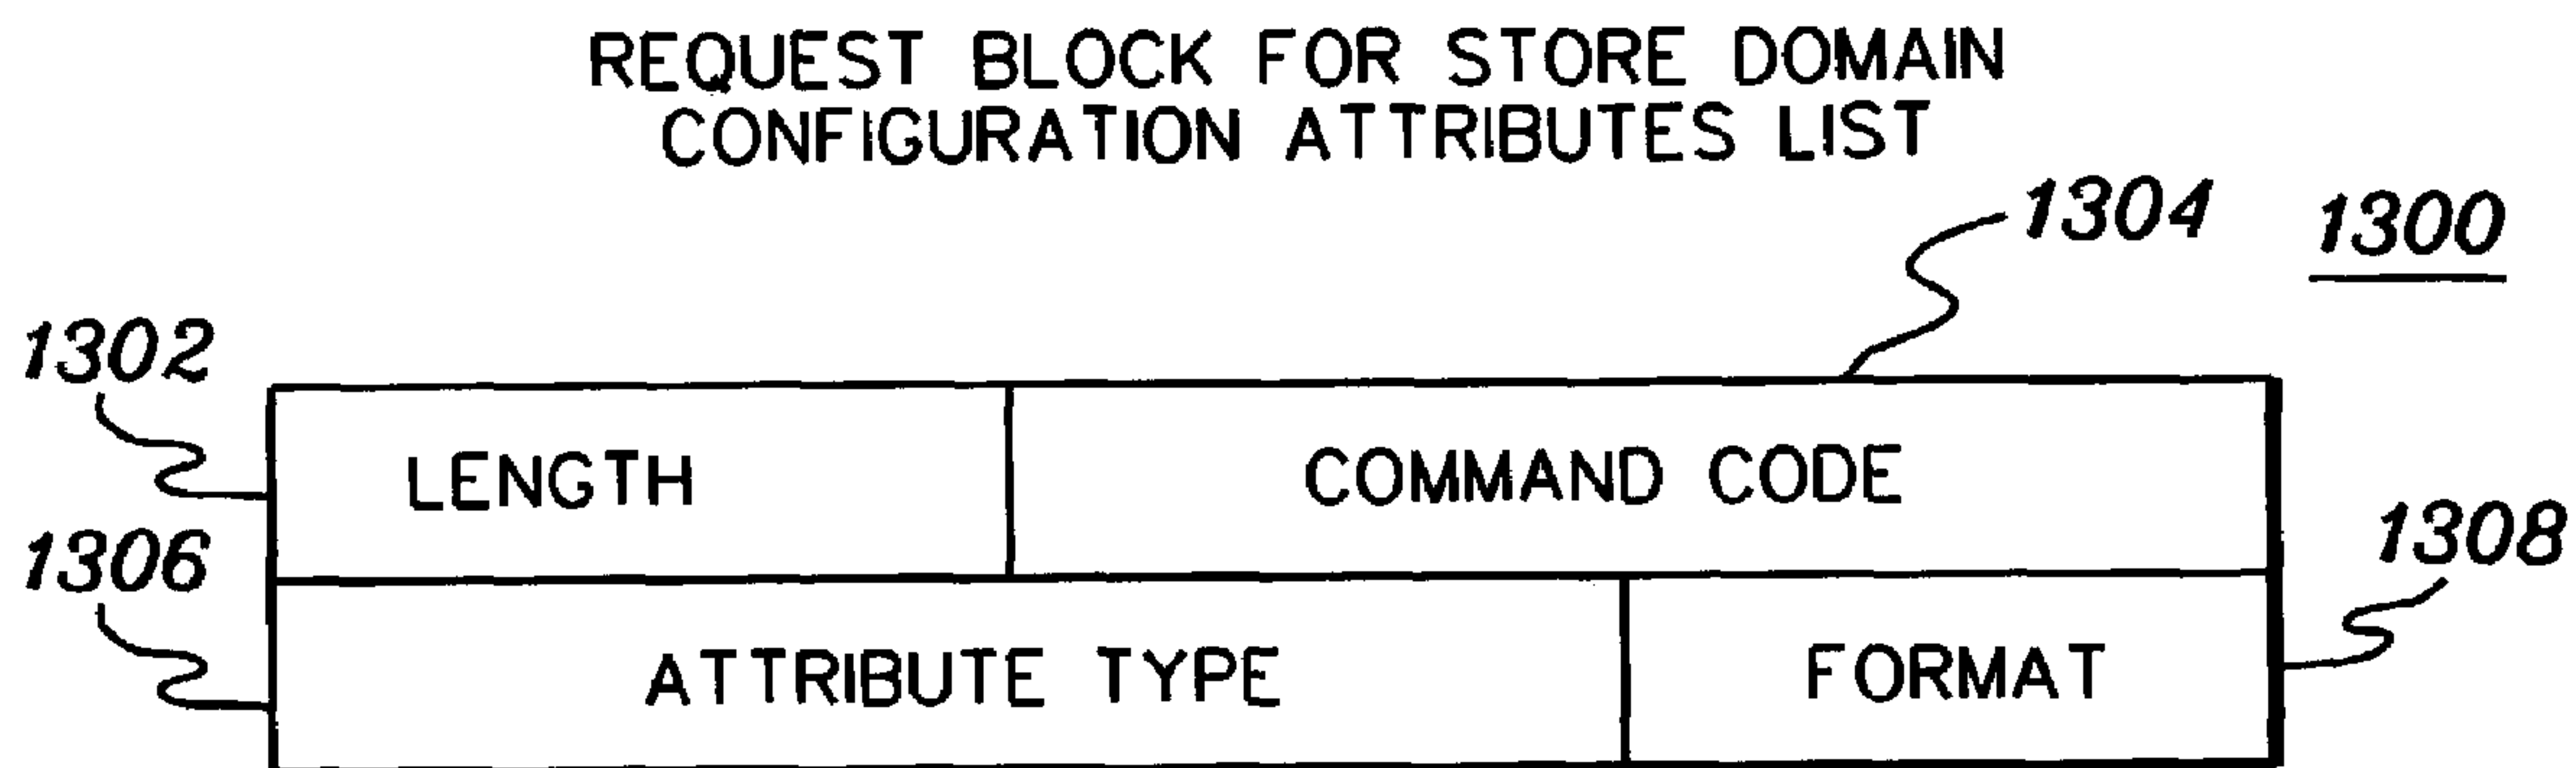 REQUEST BLOCK FOR STORE DOMAIN
CONFIGURATION ATTRIBUTES LIST
1304
1300
1302
LENGTH
COMMAND CODE
1306
1308
ATTRIBUTE TYPE
FORMAT